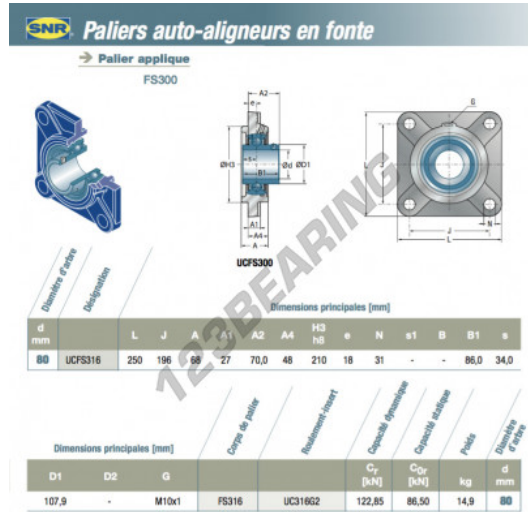 SNR Paliers auto-aligneurs en fonte
Palier applique
FS300
A2
e
G
ØH3
s
B1
Ød
ØD1
L
J
A1
A4
A
N
J
L
UCFS300
123BEARING
Diamètre d'arbre
Désignation
Dimensions principales [mm]
d mm L J A A1 A2 A4 H3 h8 e N s1 B B1 s
80 UCFS316 250 196 68 27 70,0 48 210 18 31 - - 86,0 34,0
Dimensions principales [mm]
Corps de palier
Roulement-insert
Capacité dynamique
Capacité statique
Poids
Diamètre d'arbre
D1 D2 G Cr [kN] C0r [kN] kg d mm
107,9 - M10x1 FS316 UC316G2 122,85 86,50 14,9 80